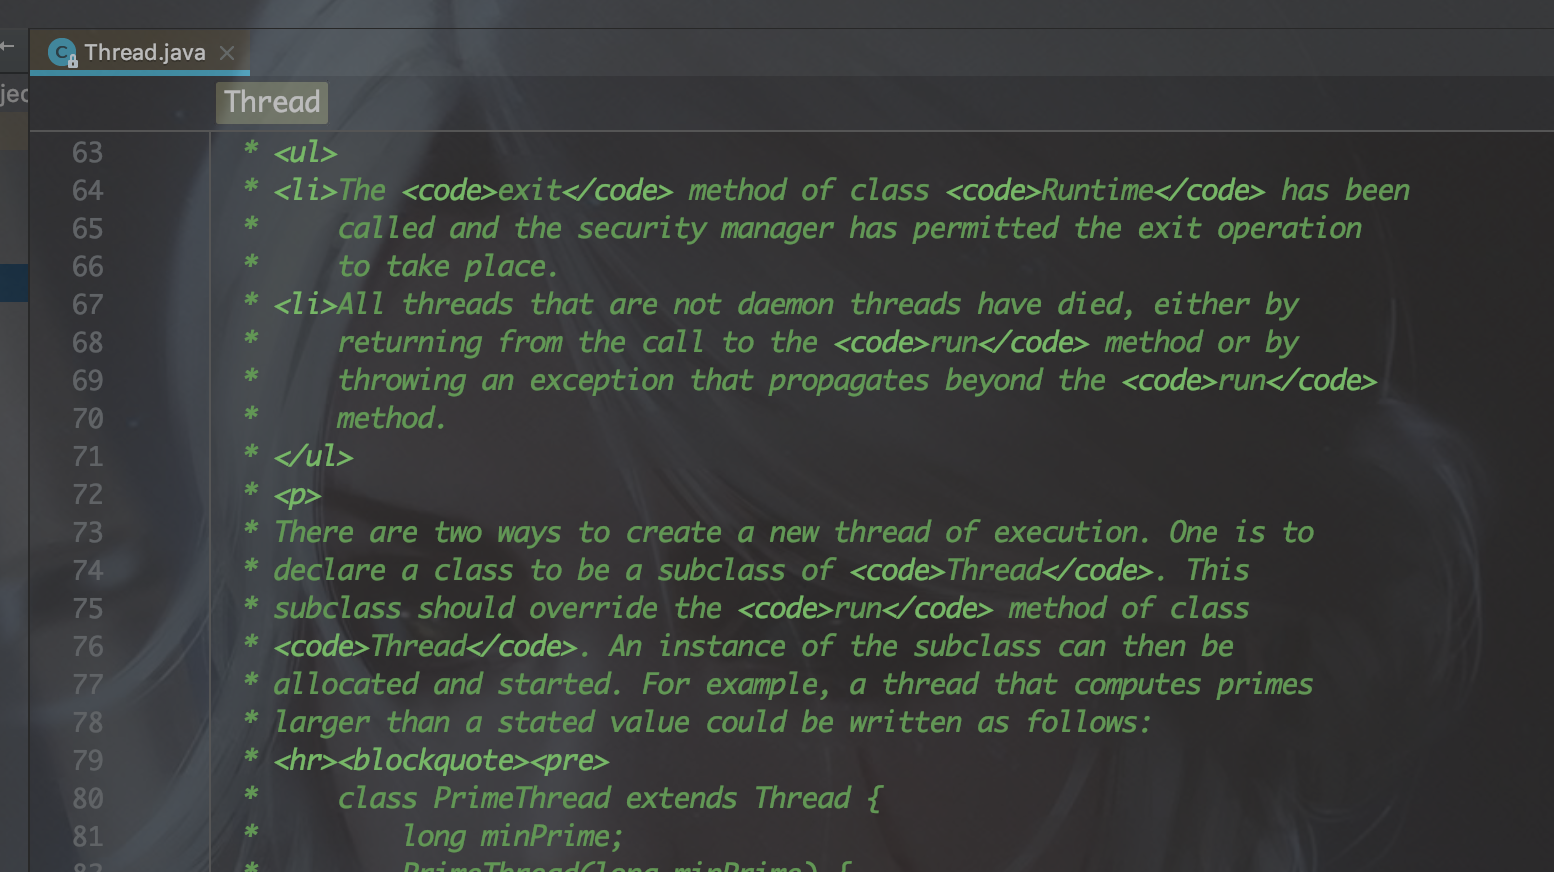 Thread.java
jec
Thread
63 * <ul>
64 * <li>The <code>exit</code> method of class <code>Runtime</code> has been
65 *     called and the security manager has permitted the exit operation
66 *     to take place.
67 * <li>All threads that are not daemon threads have died, either by
68 *     returning from the call to the <code>run</code> method or by
69 *     throwing an exception that propagates beyond the <code>run</code>
70 *     method.
71 * </ul>
72 * <p>
73 * There are two ways to create a new thread of execution. One is to
74 * declare a class to be a subclass of <code>Thread</code>. This
75 * subclass should override the <code>run</code> method of class
76 * <code>Thread</code>. An instance of the subclass can then be
77 * allocated and started. For example, a thread that computes primes
78 * larger than a stated value could be written as follows:
79 * <hr><blockquote><pre>
80 *     class PrimeThread extends Thread {
81 *         long minPrime;
82 *         PrimeThread(long minPrime) {